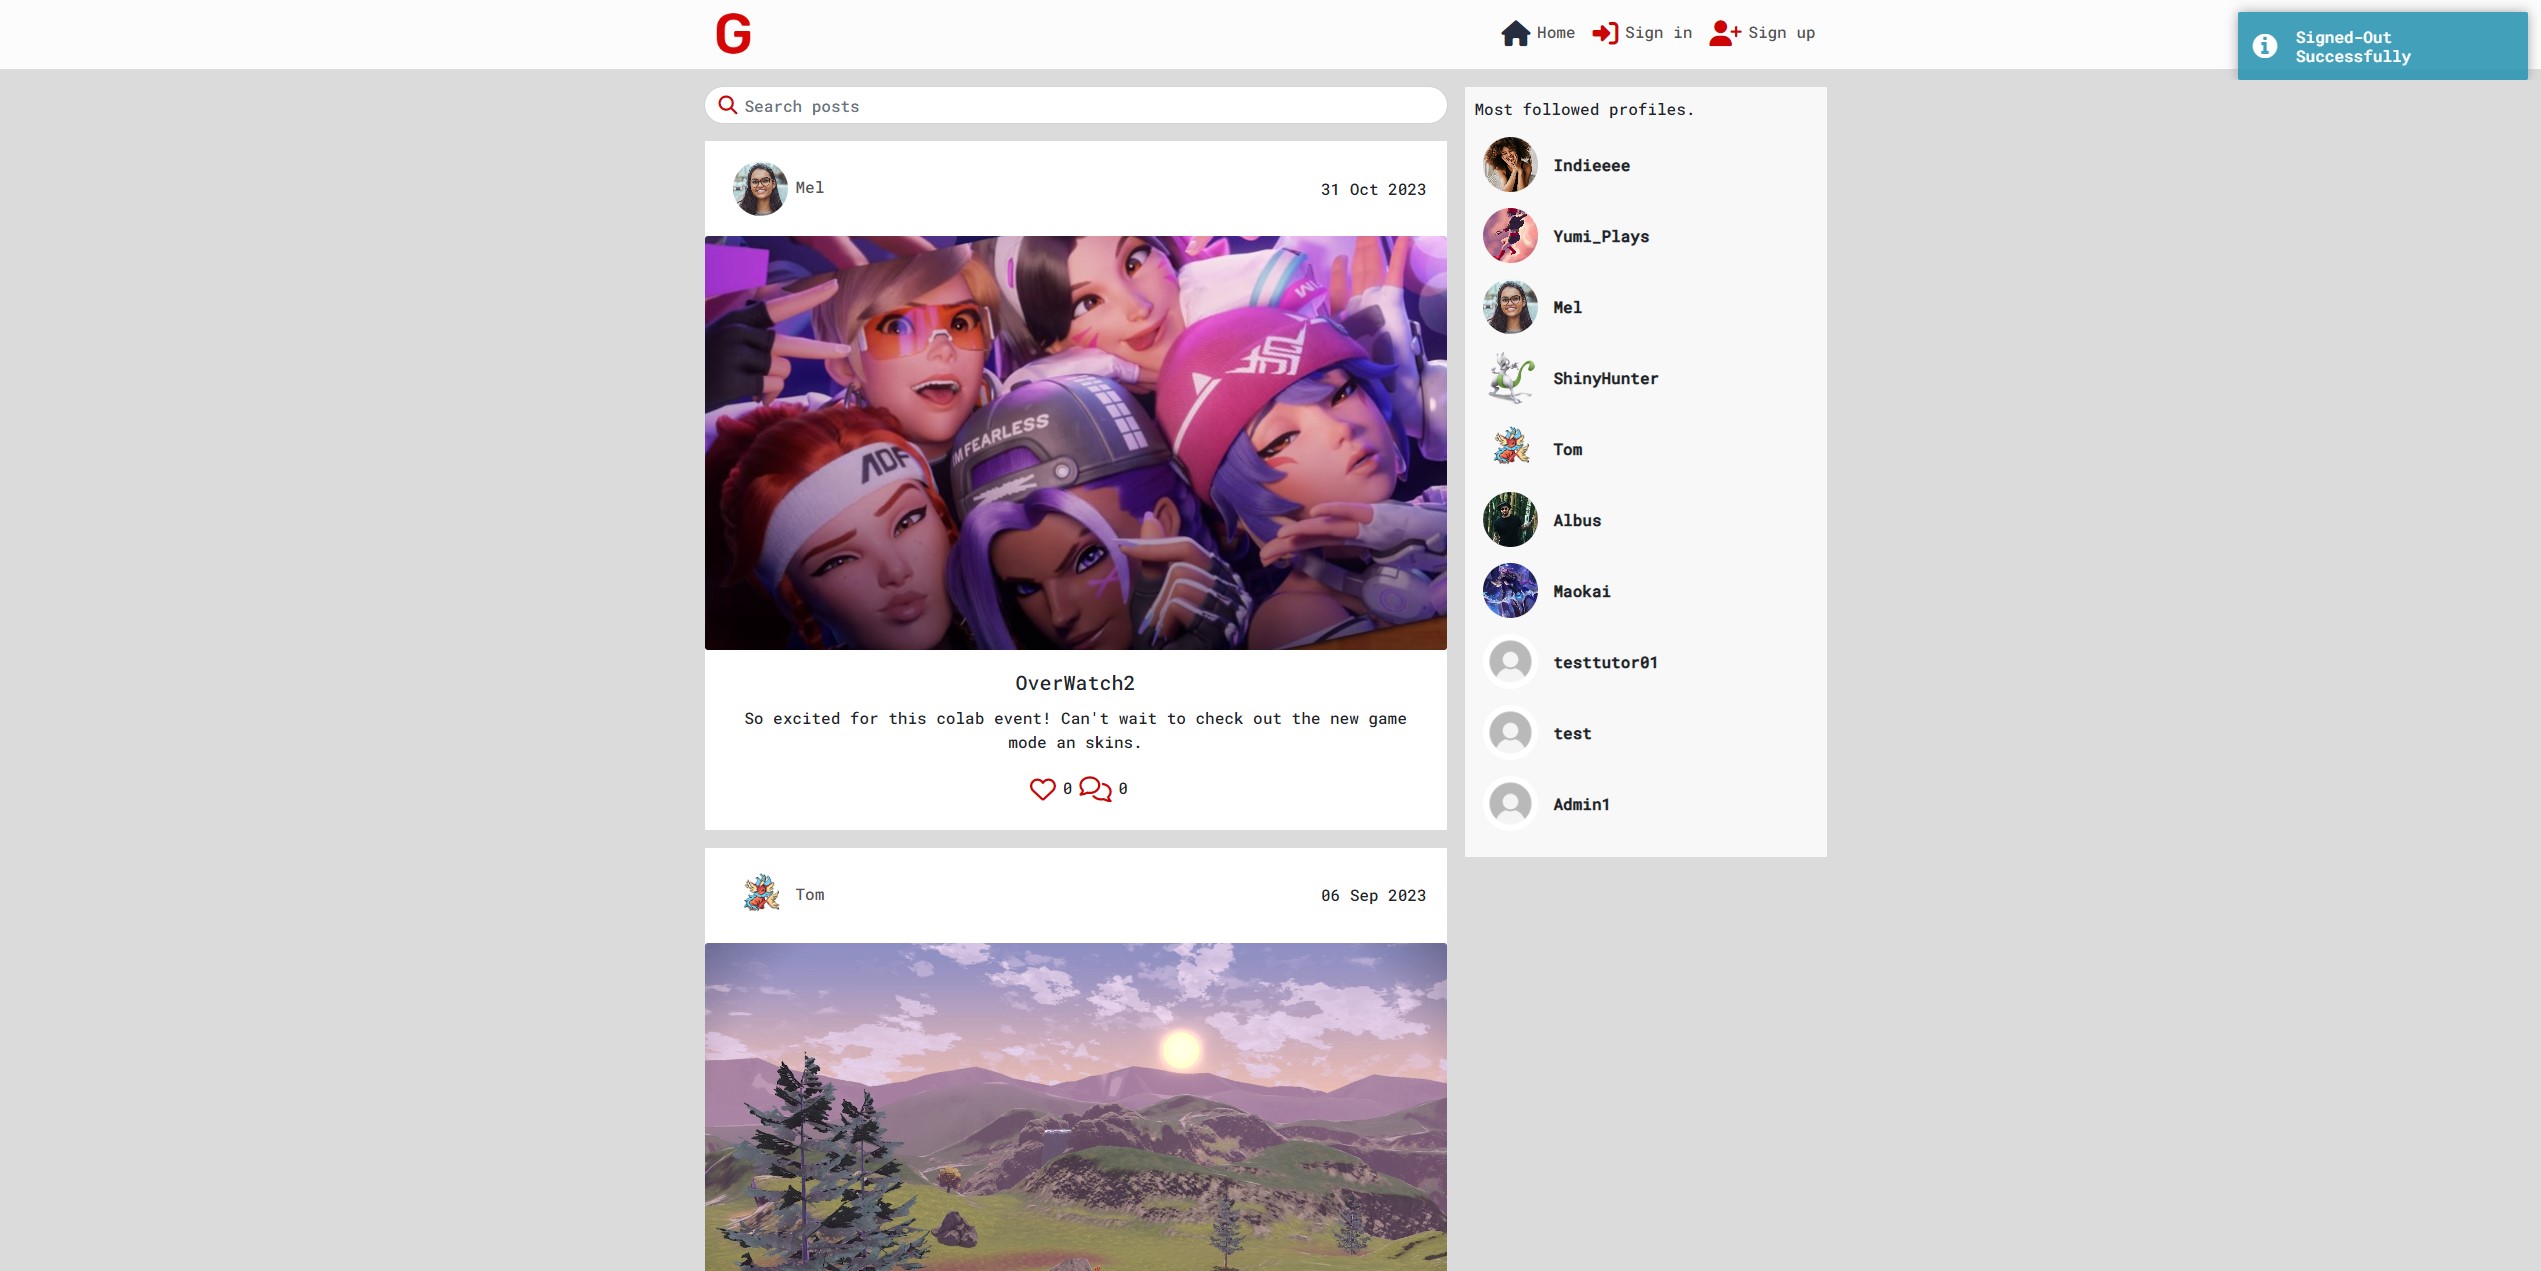 G
Home
Sign in
Sign up
Signed-Out
Successfully
Search posts
Mel
31 Oct 2023
ADF
I'M FEARLESS
OverWatch2
So excited for this colab event! Can't wait to check out the new game
mode an skins.
0
0
Tom
06 Sep 2023
Most followed profiles.
Indieeee
Yumi_Plays
Mel
ShinyHunter
Tom
Albus
Maokai
testtutor01
test
Admin1